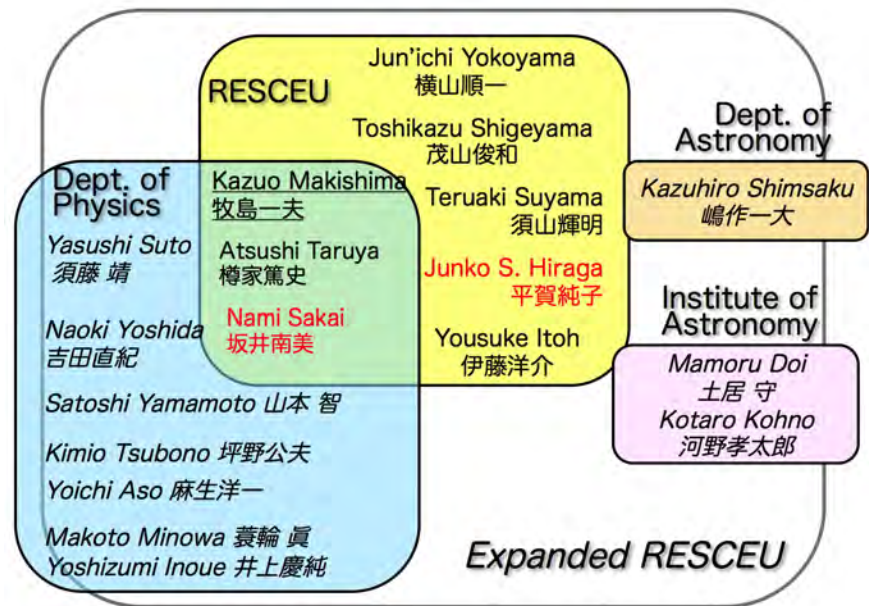 RESCEU
Jun'ichi Yokoyama
横山順一
Toshikazu Shigeyama
茂山俊和
Teruaki Suyama
須山輝明
Junko S. Hiraga
平賀純子
Yousuke Itoh
伊藤洋介
Dept. of
Physics
Kazuo Makishima
牧島一夫
Atsushi Taruya
樽家篤史
Nami Sakai
坂井南美
Yasushi Suto
須藤 靖
Naoki Yoshida
吉田直紀
Satoshi Yamamoto 山本 智
Kimio Tsubono 坪野公夫
Yoichi Aso 麻生洋一
Makoto Minowa 蓑輪 眞
Yoshizumi Inoue 井上慶純
Dept. of
Astronomy
Kazuhiro Shimsaku
嶋作一大
Institute of
Astronomy
Mamoru Doi
土居 守
Kotaro Kohno
河野孝太郎
Expanded RESCEU